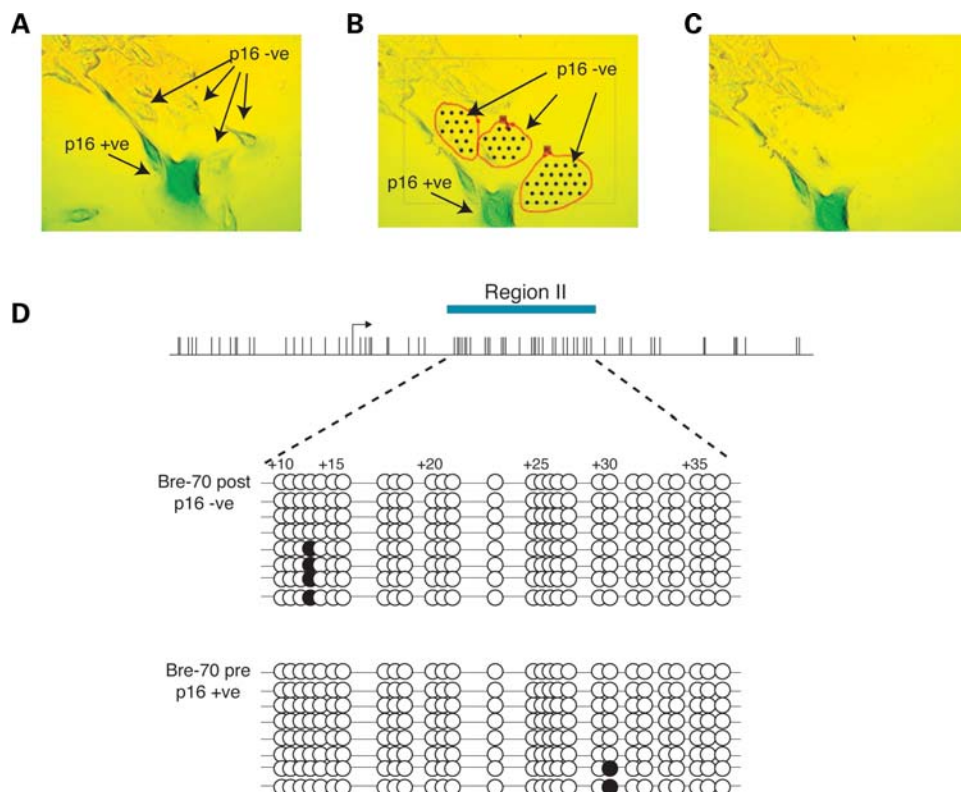 A
p16 -ve
p16 +ve
B
p16 -ve
p16 +ve
C
D
Region II
+10 +15 +20 +25 +30 +35
Bre-70 post
p16 -ve
Bre-70 pre
p16 +ve